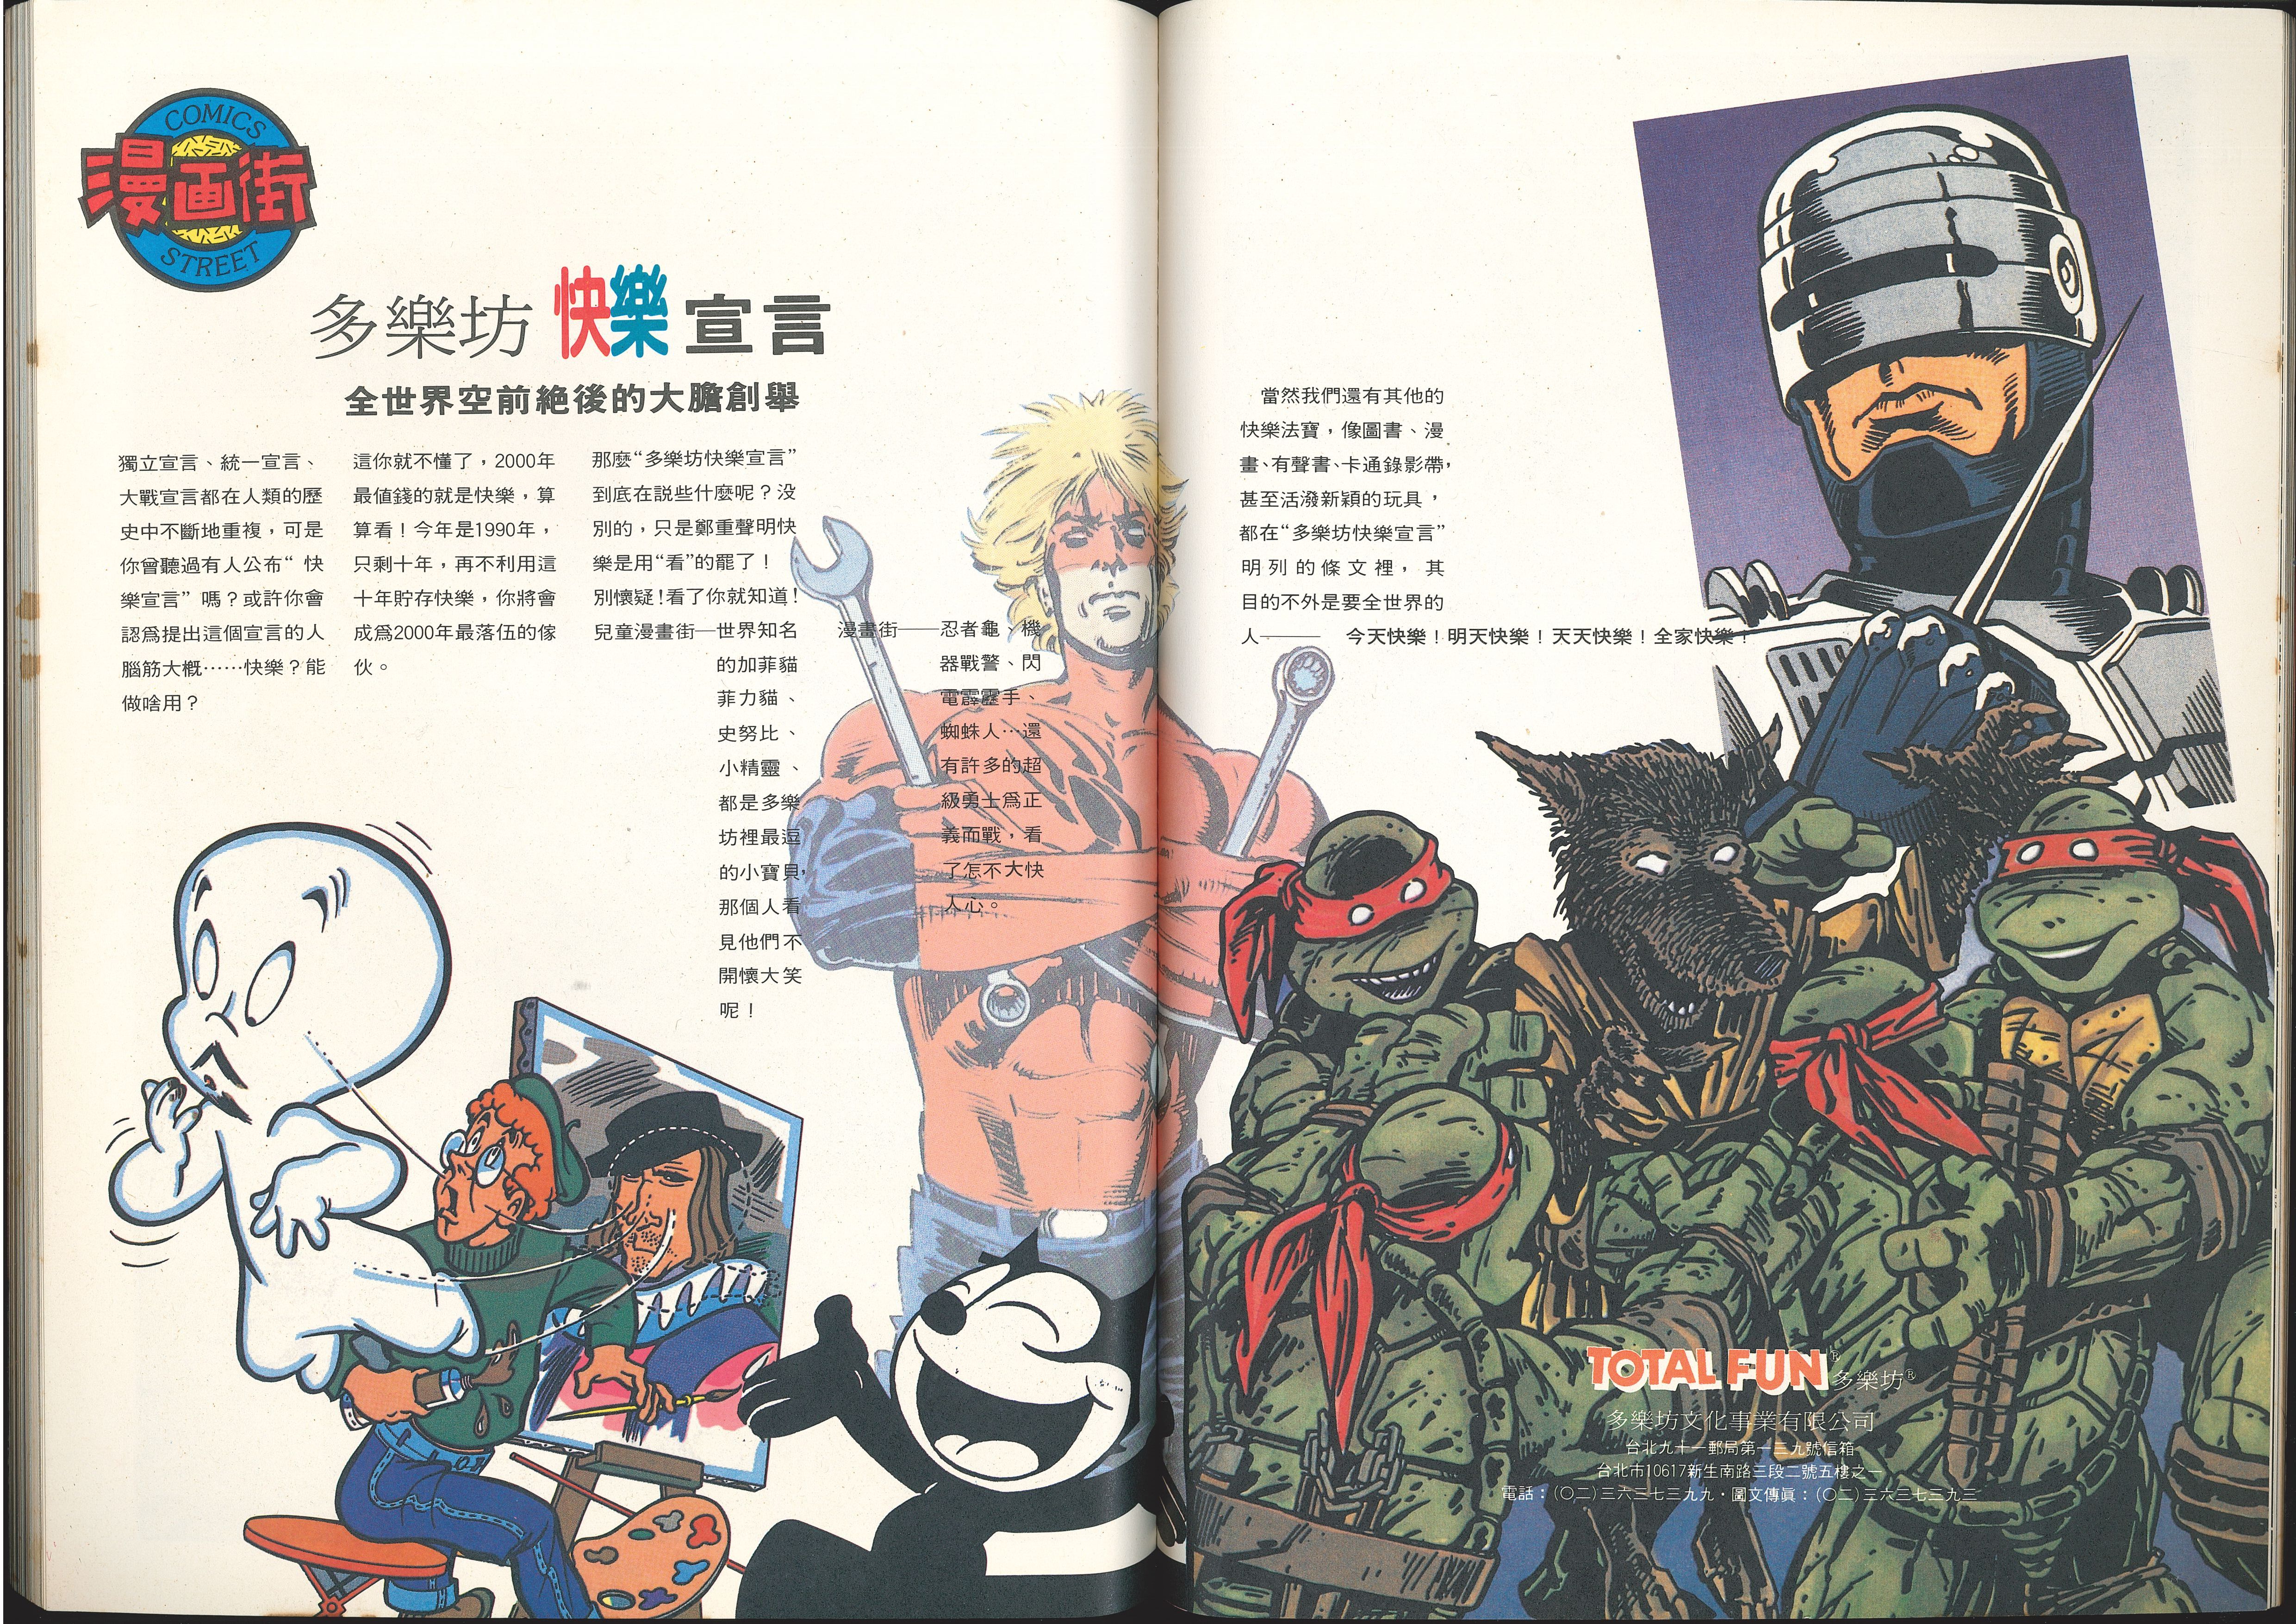 COMICS
漫画街
STREET
多樂坊 快樂 宣言
全世界空前絶後的大膽創舉
獨立宣言、統一宣言、
大戰宣言都在人類的歷
史中不斷地重複，可是
你曾聽過有人公布“快
樂宣言”嗎？或許你會
認爲提出這個宣言的人
腦筋大概……快樂？能
做啥用？
這你就不懂了，2000年
最值錢的就是快樂，算
算看！今年是1990年，
只剩十年，再不利用這
十年貯存快樂，你將會
成爲2000年最落伍的傢
伙。
那麼“多樂坊快樂宣言”
到底在説些什麼呢？没
別的，只是鄭重聲明快
樂是用“看”的罷了！
別懷疑！看了你就知道！
兒童漫畫街─世界知名
的加菲貓
菲力貓、
史努比、
小精靈、
都是多樂
坊裡最逗
的小寶貝，
那個人看
見他們不
開懷大笑
呢！
漫畫街——忍者龜、機
器戰警、閃
電霹靂手、
蜘蛛人…還
有許多的超
級勇士爲正
義而戰，看
了怎不大快
人心。
當然我們還有其他的
快樂法寶，像圖書、漫
畫、有聲書、卡通錄影帶，
甚至活潑新穎的玩具，
都在“多樂坊快樂宣言”
明列的條文裡，其
目的不外是要全世界的
人—— 今天快樂！明天快樂！天天快樂！全家快樂！
TOTAL FUN® 多樂坊®
多樂坊文化事業有限公司
台北九十一郵局第一三九號信箱
台北市10617新生南路三段二號五樓之一
電話：(〇二)三六三七三九九・圖文傳眞：(〇二)三六三七三九三